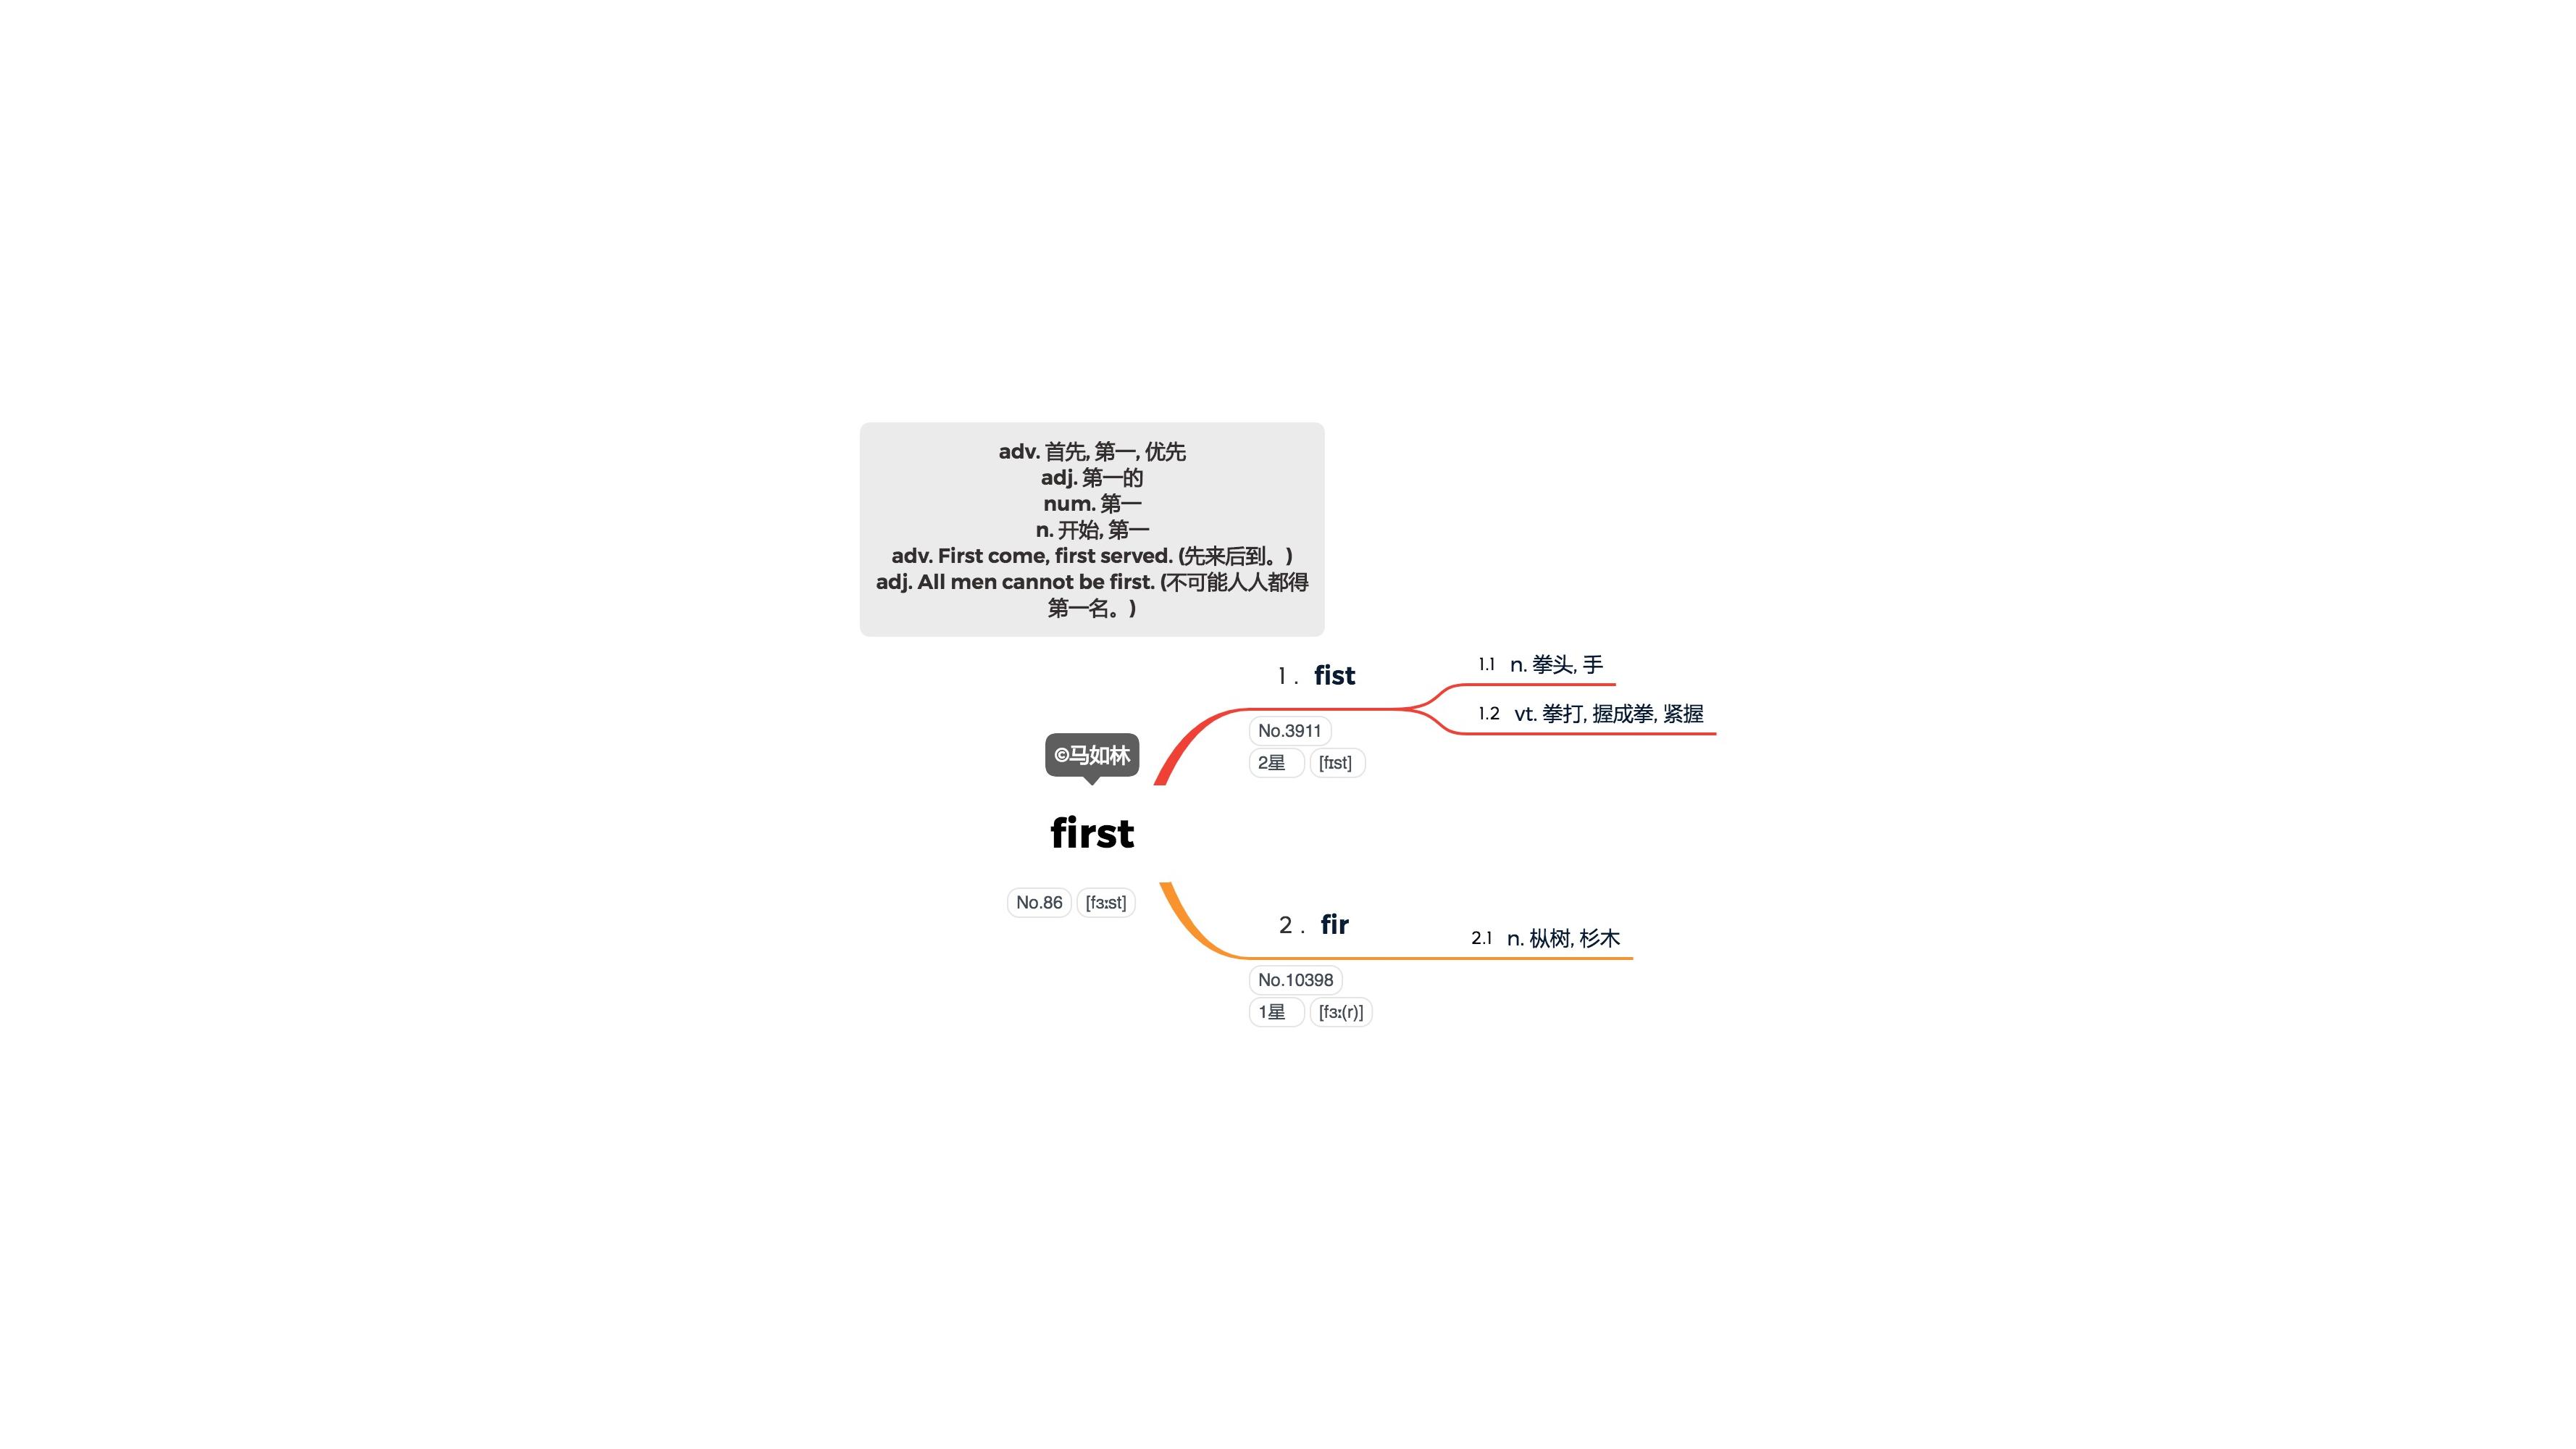 adv. 首先, 第一, 优先
adj. 第一的
num. 第一
n. 开始, 第一
adv. First come, first served. (先来后到。)
adj. All men cannot be first. (不可能人人都得
第一名。)
©马如林
first
No.86 [fɜːst]
1. fist
No.3911
2星 [fɪst]
1.1 n. 拳头, 手
1.2 vt. 拳打, 握成拳, 紧握
2. fir
No.10398
1星 [fɜː(r)]
2.1 n. 枞树, 杉木